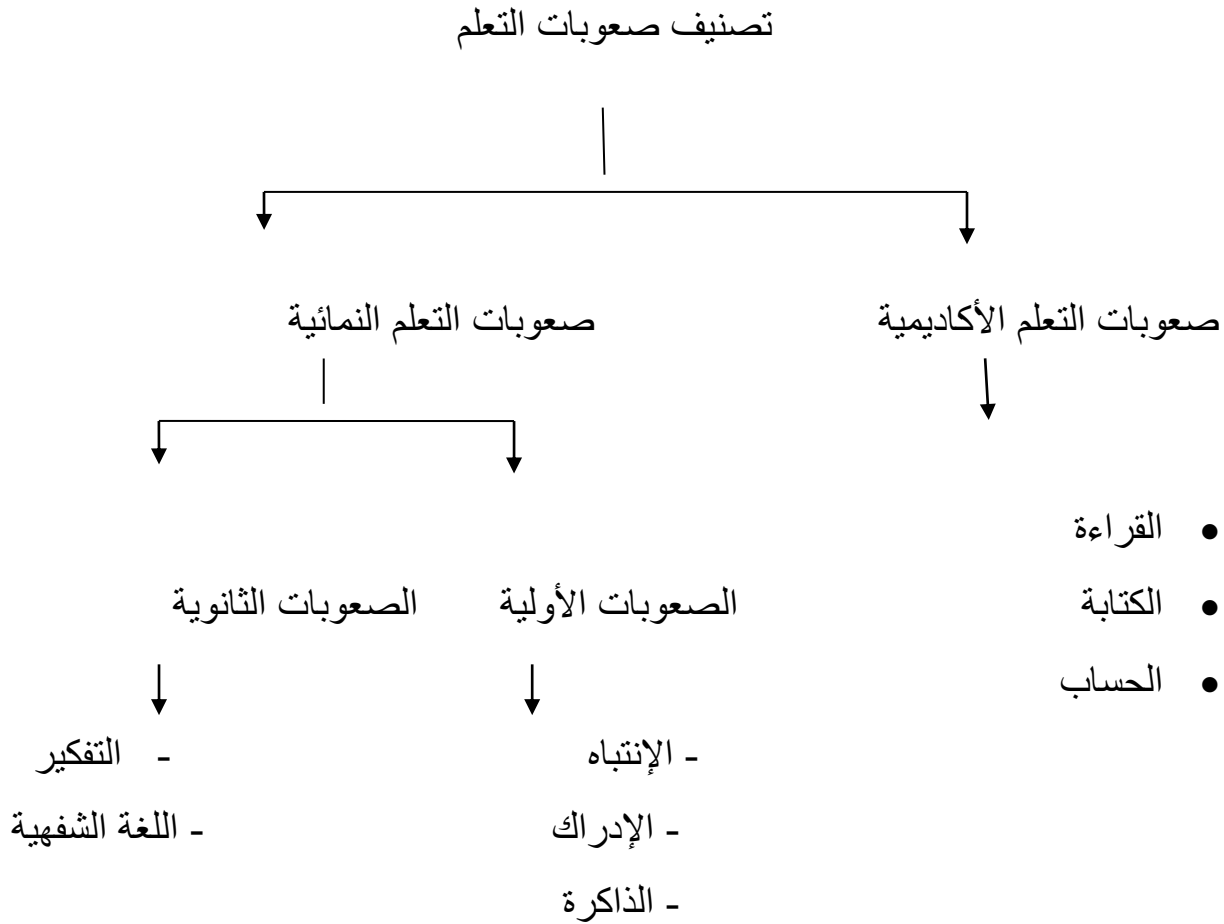 تصنيف صعوبات التعلم
صعوبات التعلم الأكاديمية
صعوبات التعلم النمائية
● القراءة
● الكتابة
● الحساب
الصعوبات الأولية
الصعوبات الثانوية
- الإنتباه
- الإدراك
- الذاكرة
- التفكير
- اللغة الشفهية